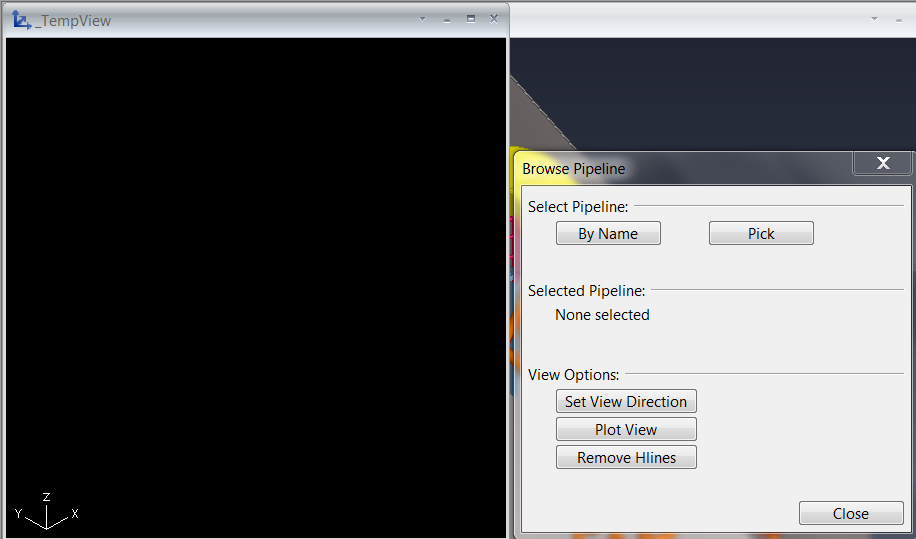 _TempView
Browse Pipeline
Select Pipeline:
By Name
Pick
Selected Pipeline:
None selected
View Options:
Set View Direction
Plot View
Remove Hlines
Close
Z
Y X